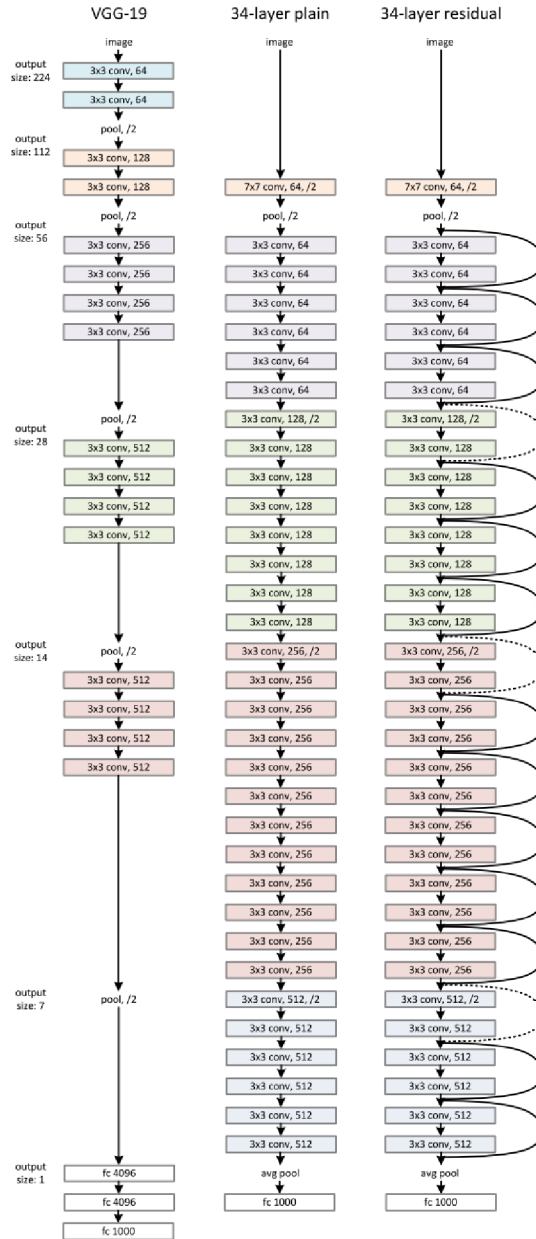 VGG-19
34-layer plain
34-layer residual
output
size: 224
image
3x3 conv, 64
3x3 conv, 64
pool, /2
output
size: 112
3x3 conv, 128
3x3 conv, 128
pool, /2
output
size: 56
3x3 conv, 256
3x3 conv, 256
3x3 conv, 256
3x3 conv, 256
pool, /2
output
size: 28
3x3 conv, 512
3x3 conv, 512
3x3 conv, 512
3x3 conv, 512
pool, /2
output
size: 14
3x3 conv, 512
3x3 conv, 512
3x3 conv, 512
3x3 conv, 512
output
size: 7
pool, /2
output
size: 1
fc 4096
fc 4096
fc 1000
image
7x7 conv, 64, /2
pool, /2
3x3 conv, 64
3x3 conv, 64
3x3 conv, 64
3x3 conv, 64
3x3 conv, 64
3x3 conv, 64
3x3 conv, 128, /2
3x3 conv, 128
3x3 conv, 128
3x3 conv, 128
3x3 conv, 128
3x3 conv, 128
3x3 conv, 128
3x3 conv, 128
3x3 conv, 256, /2
3x3 conv, 256
3x3 conv, 256
3x3 conv, 256
3x3 conv, 256
3x3 conv, 256
3x3 conv, 256
3x3 conv, 256
3x3 conv, 256
3x3 conv, 256
3x3 conv, 256
3x3 conv, 256
3x3 conv, 512, /2
3x3 conv, 512
3x3 conv, 512
3x3 conv, 512
3x3 conv, 512
3x3 conv, 512
avg pool
fc 1000
image
7x7 conv, 64, /2
pool, /2
3x3 conv, 64
3x3 conv, 64
3x3 conv, 64
3x3 conv, 64
3x3 conv, 64
3x3 conv, 64
3x3 conv, 128, /2
3x3 conv, 128
3x3 conv, 128
3x3 conv, 128
3x3 conv, 128
3x3 conv, 128
3x3 conv, 128
3x3 conv, 128
3x3 conv, 256, /2
3x3 conv, 256
3x3 conv, 256
3x3 conv, 256
3x3 conv, 256
3x3 conv, 256
3x3 conv, 256
3x3 conv, 256
3x3 conv, 256
3x3 conv, 256
3x3 conv, 256
3x3 conv, 256
3x3 conv, 512, /2
3x3 conv, 512
3x3 conv, 512
3x3 conv, 512
3x3 conv, 512
3x3 conv, 512
avg pool
fc 1000